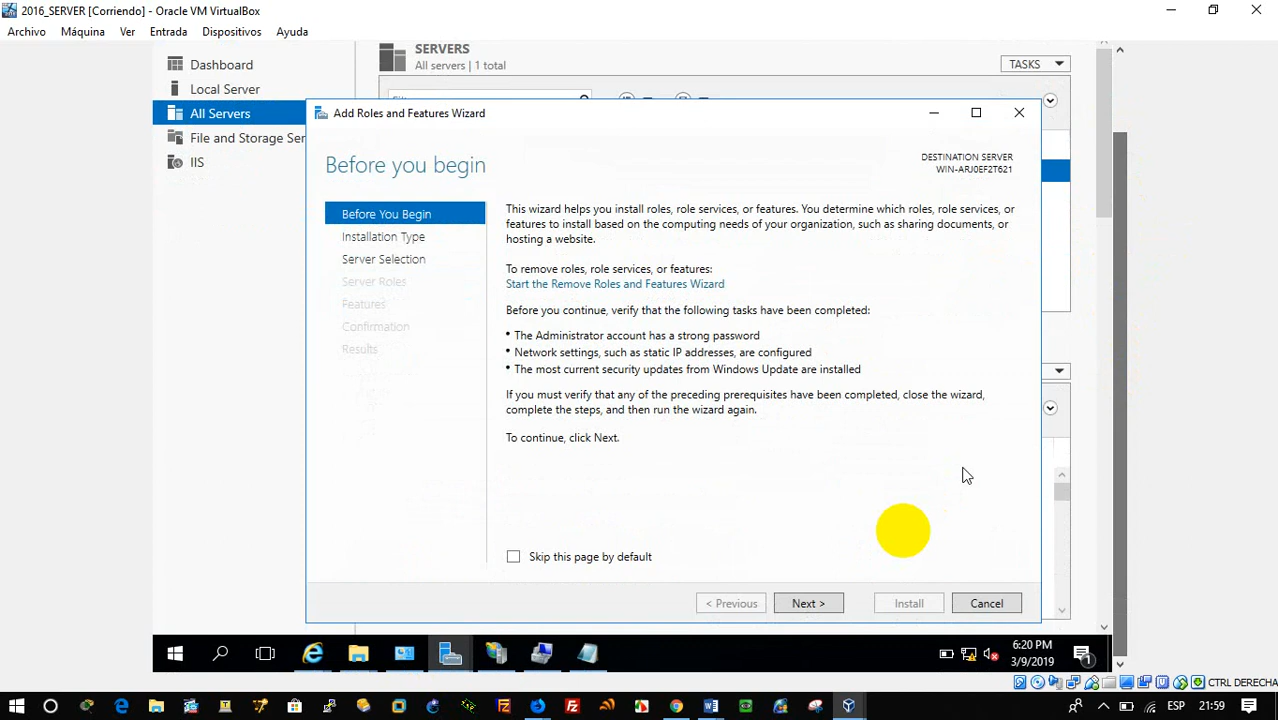 2016_SERVER [Corriendo] - Oracle VM VirtualBox
Archivo Máquina Ver Entrada Dispositivos Ayuda
Dashboard
Local Server
All Servers
File and Storage Ser
IIS
SERVERS
All servers | 1 total
TASKS
Add Roles and Features Wizard
Before you begin
DESTINATION SERVER
WIN-ARJ0EF2T621
Before You Begin
Installation Type
Server Selection
Server Roles
Features
Confirmation
Results
This wizard helps you install roles, role services, or features. You determine which roles, role services, or
features to install based on the computing needs of your organization, such as sharing documents, or
hosting a website.
To remove roles, role services, or features:
Start the Remove Roles and Features Wizard
Before you continue, verify that the following tasks have been completed:
• The Administrator account has a strong password
• Network settings, such as static IP addresses, are configured
• The most current security updates from Windows Update are installed
If you must verify that any of the preceding prerequisites have been completed, close the wizard,
complete the steps, and then run the wizard again.
To continue, click Next.
Skip this page by default
< Previous Next > Install Cancel
6:20 PM
3/9/2019
1
CTRL DERECHA
ESP 21:59